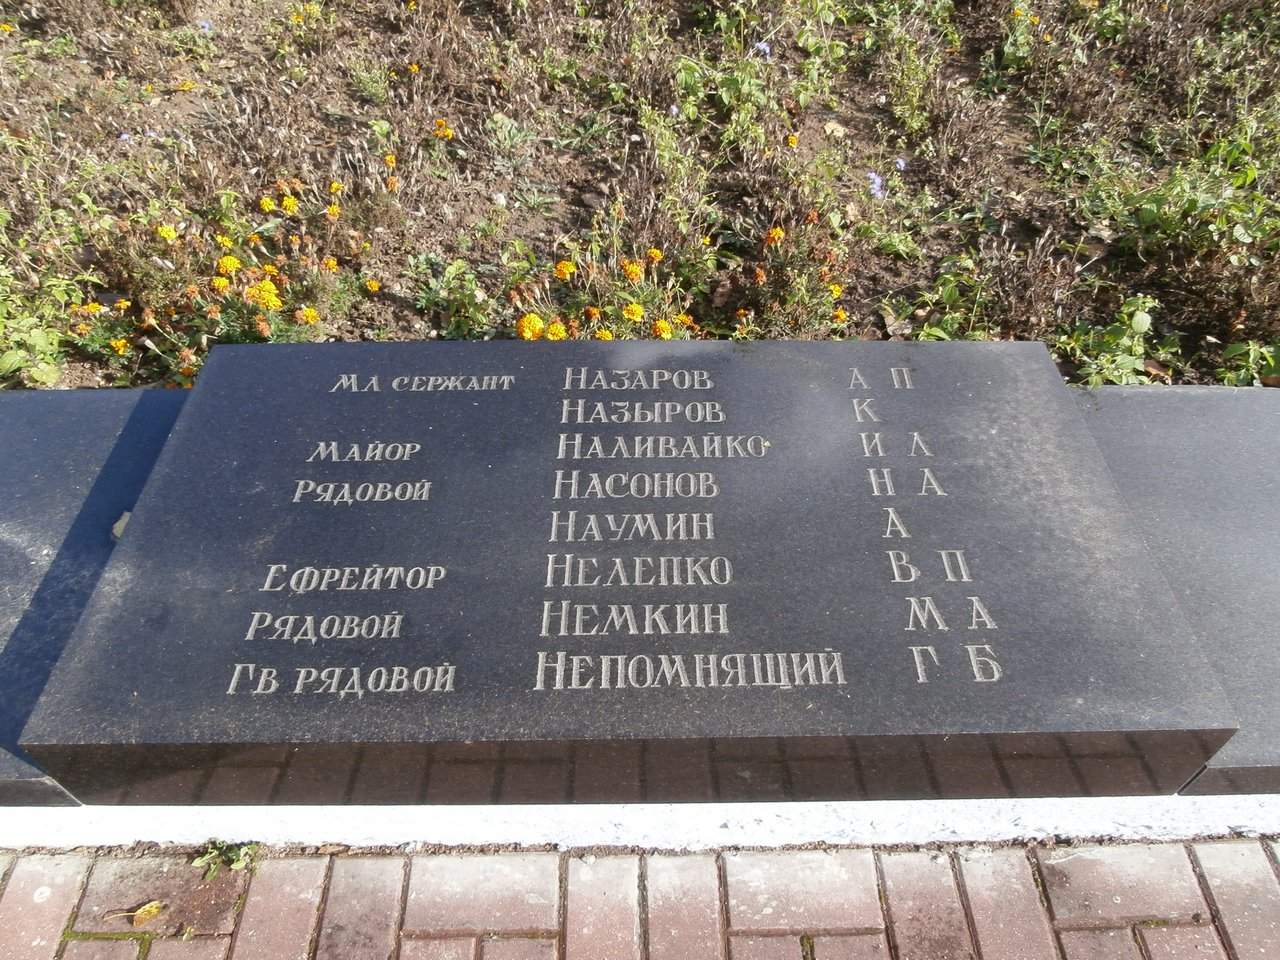 Мл сержант Назаров А П
Назыров К
Майор Наливайко И Л
Рядовой Насонов Н А
Наумин А
Ефрейтор Нелепко В П
Рядовой Немкин М А
Гв рядовой Непомнящий Г Б